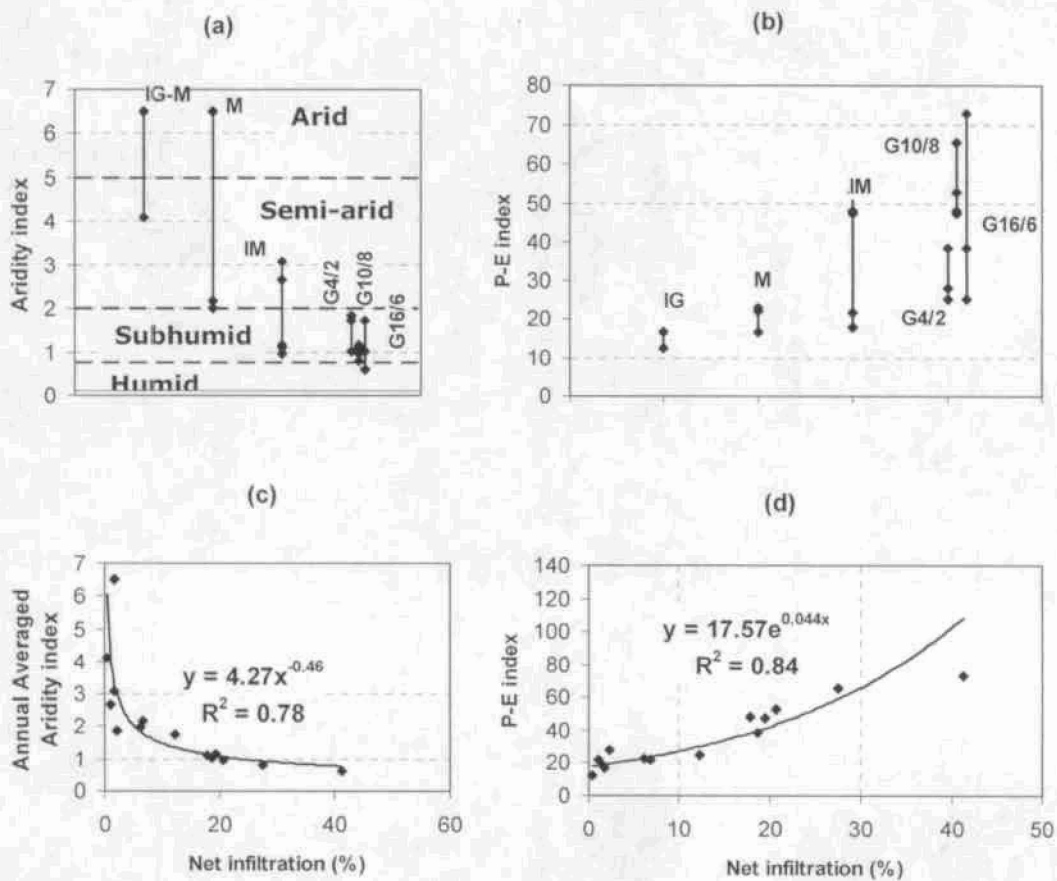 (a)
Aridity index
7
6
5
4
3
2
1
0
IG-M
M
Arid
Semi-arid
IM
G4/2
G10/8
G16/6
Subhumid
Humid
(b)
P-E index
80
70
60
50
40
30
20
10
0
IG
M
IM
G10/8
G16/6
G4/2
(c)
Annual Averaged
Aridity index
7
6
5
4
3
2
1
0
y = 4.27x^-0.46
R² = 0.78
0 20 40 60
Net infiltration (%)
(d)
P-E index
140
120
100
80
60
40
20
0
y = 17.57e^0.044x
R² = 0.84
0 10 20 30 40 50
Net infiltration (%)